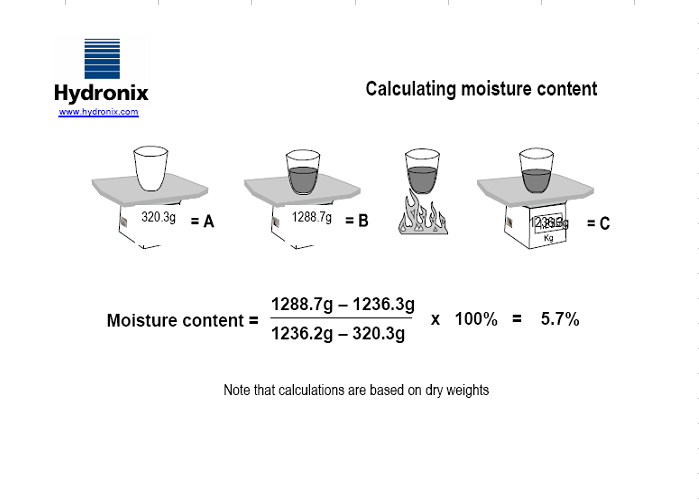 Hydronix
www.hydronix.com
Calculating moisture content
320.3g = A
1288.7g = B
= C
Kg
Moisture content = 1288.7g – 1236.3g x 100% = 5.7%
1236.2g – 320.3g
Note that calculations are based on dry weights